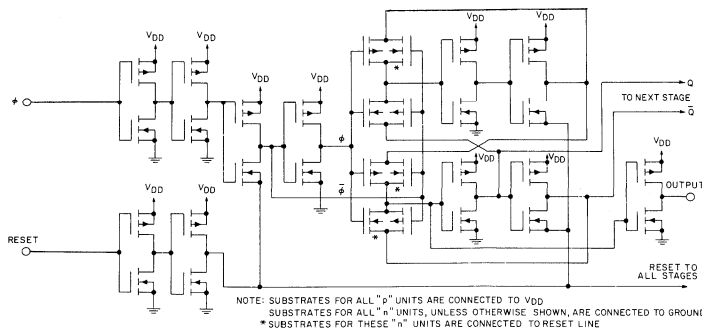 VDD VDD VDD VDD
VDD VDD
ϕ
Q
TO NEXT STAGE
Q̅
*
ϕ
VDD VDD VDD
VDD VDD
*
ϕ̅
OUTPUT
RESET
*
RESET TO
ALL STAGES
NOTE: SUBSTRATES FOR ALL "p" UNITS ARE CONNECTED TO VDD
SUBSTRATES FOR ALL "n" UNITS, UNLESS OTHERWISE SHOWN, ARE CONNECTED TO GROUND
* SUBSTRATES FOR THESE "n" UNITS ARE CONNECTED TO RESET LINE